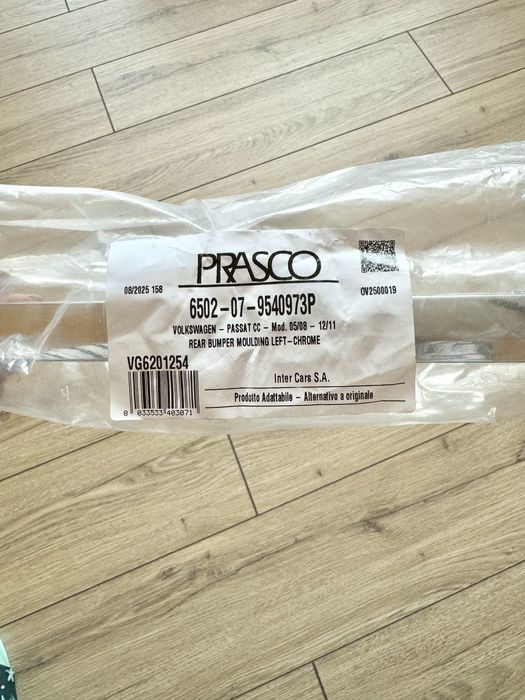 PRASCO
08/2025 158
OV2500019
6502-07-9540973P
VOLKSWAGEN - PASSAT CC - Mod. 05/08 - 12/11
REAR BUMPER MOULDING LEFT-CHROME
VG6201254
Inter Cars S.A.
Prodotto Adattabile - Alternativo a originale
8 033533 403071